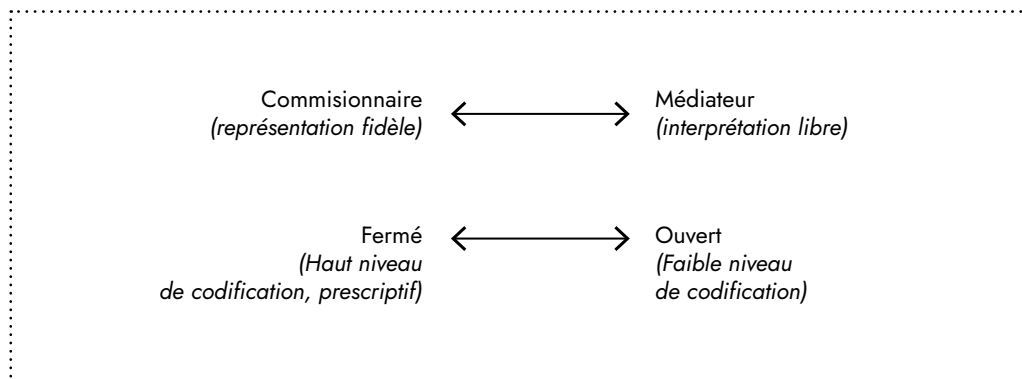 Commisionnaire
(représentation fidèle)
Médiateur
(interprétation libre)
Fermé
(Haut niveau
de codification, prescriptif)
Ouvert
(Faible niveau
de codification)